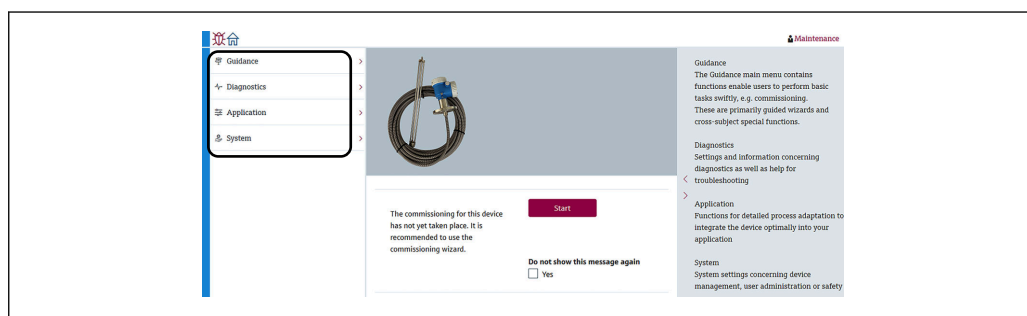 Maintenance
Guidance
Diagnostics
Application
System
The commissioning for this device
has not yet taken place. It is
recommended to use the
commissioning wizard.
Start
Do not show this message again
Yes
Guidance
The Guidance main menu contains
functions enable users to perform basic
tasks swiftly, e.g. commissioning.
These are primarily guided wizards and
cross-subject special functions.
Diagnostics
Settings and information concerning
diagnostics as well as help for
troubleshooting
Application
Functions for detailed process adaptation to
integrate the device optimally into your
application
System
System settings concerning device
management, user administration or safety